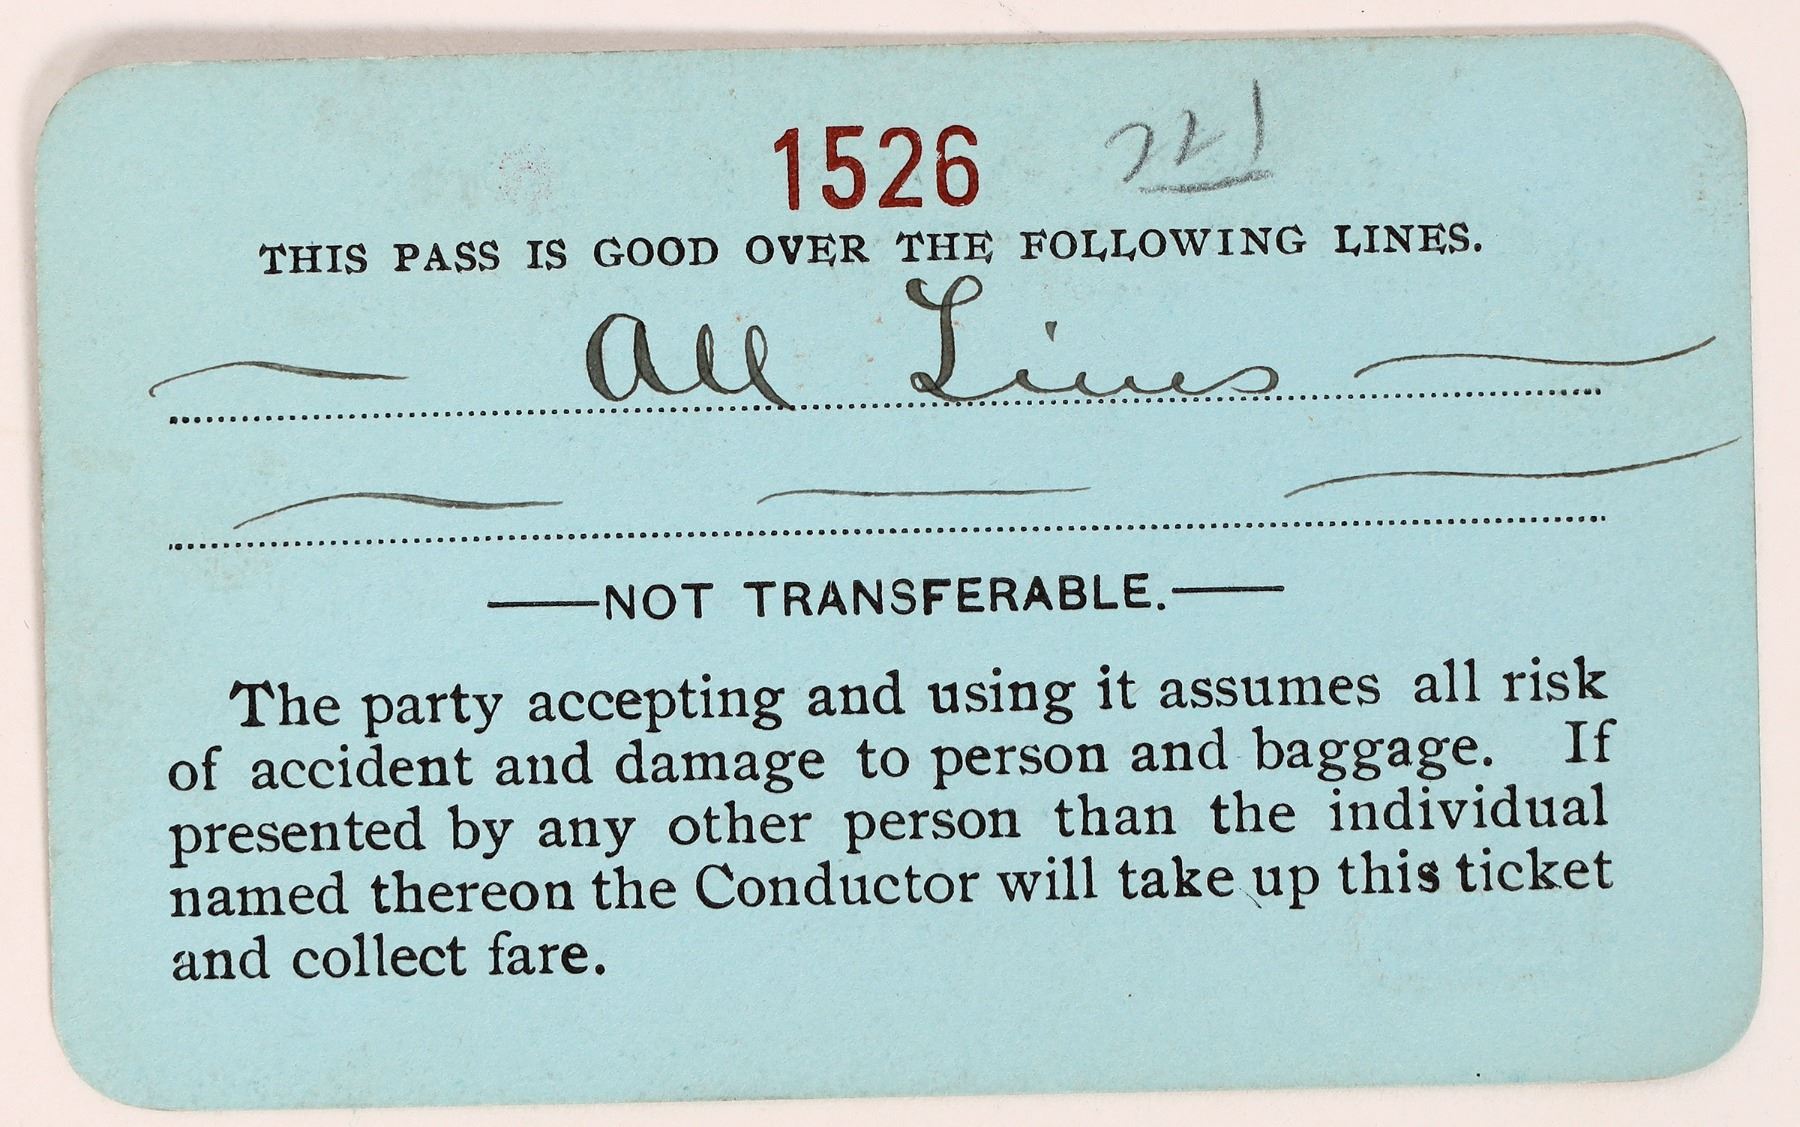 1526 221
THIS PASS IS GOOD OVER THE FOLLOWING LINES.
All Lines
NOT TRANSFERABLE.
The party accepting and using it assumes all risk
of accident and damage to person and baggage. If
presented by any other person than the individual
named thereon the Conductor will take up this ticket
and collect fare.